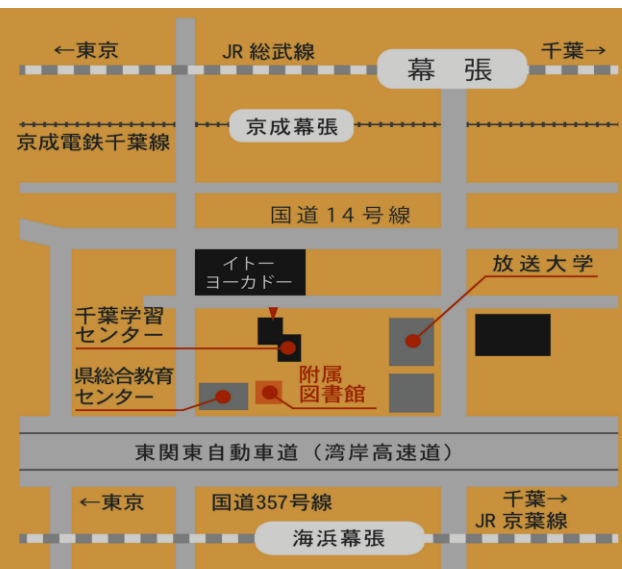 ←東京
JR 総武線
千葉→
幕 張
京成幕張
京成電鉄千葉線
国道14号線
イトー
ヨーカドー
放送大学
千葉学習
センター
県総合教育
センター
附属
図書館
東関東自動車道（湾岸高速道）
←東京
国道357号線
千葉→
JR 京葉線
海浜幕張